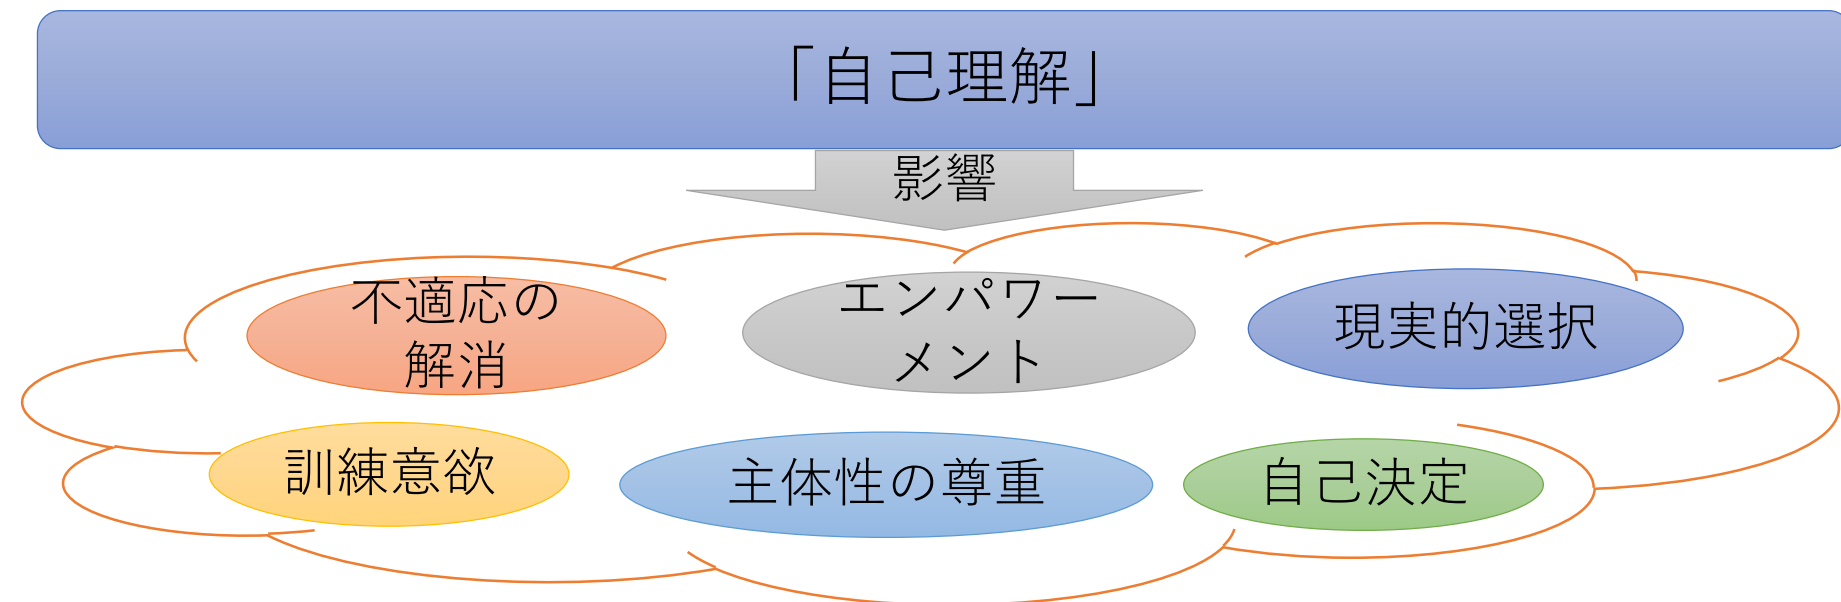 「自己理解」
影響
不適応の
解消
エンパワー
メント
現実的選択
訓練意欲
主体性の尊重
自己決定